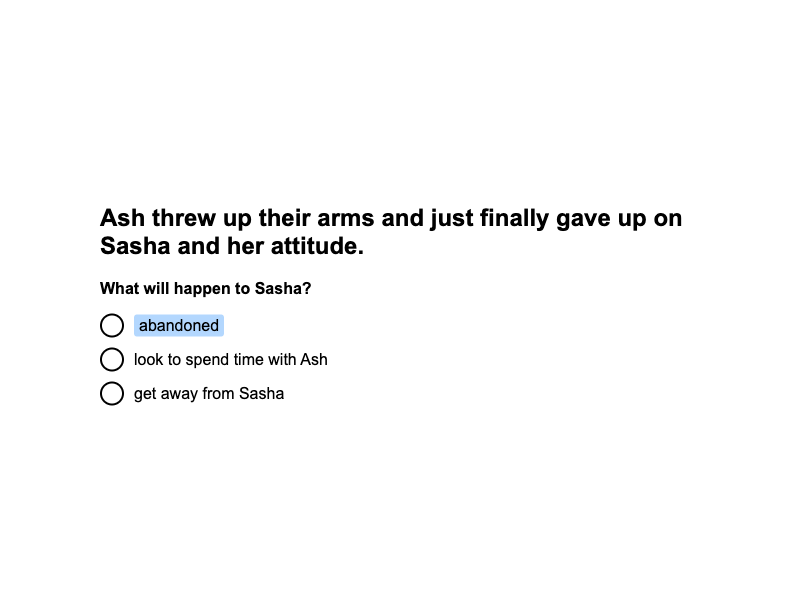 Ash threw up their arms and just finally gave up on
Sasha and her attitude.
What will happen to Sasha?
abandoned
look to spend time with Ash
get away from Sasha